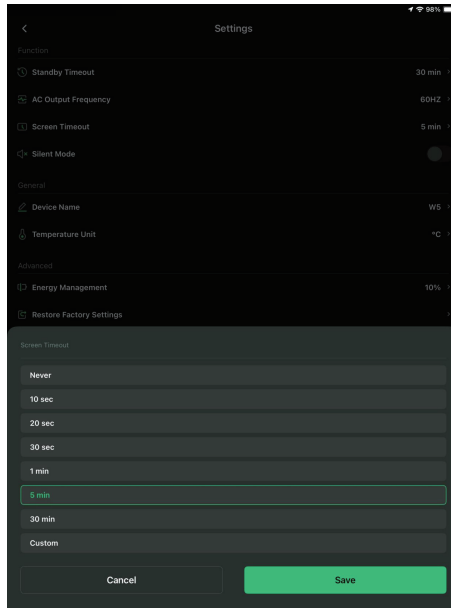 98%
Settings
Function
Standby Timeout 30 min
AC Output Frequency 60HZ
Screen Timeout 5 min
Silent Mode
General
Device Name W5
Temperature Unit °C
Advanced
Energy Management 10%
Restore Factory Settings
Screen Timeout
Never
10 sec
20 sec
30 sec
1 min
5 min
30 min
Custom
Cancel Save